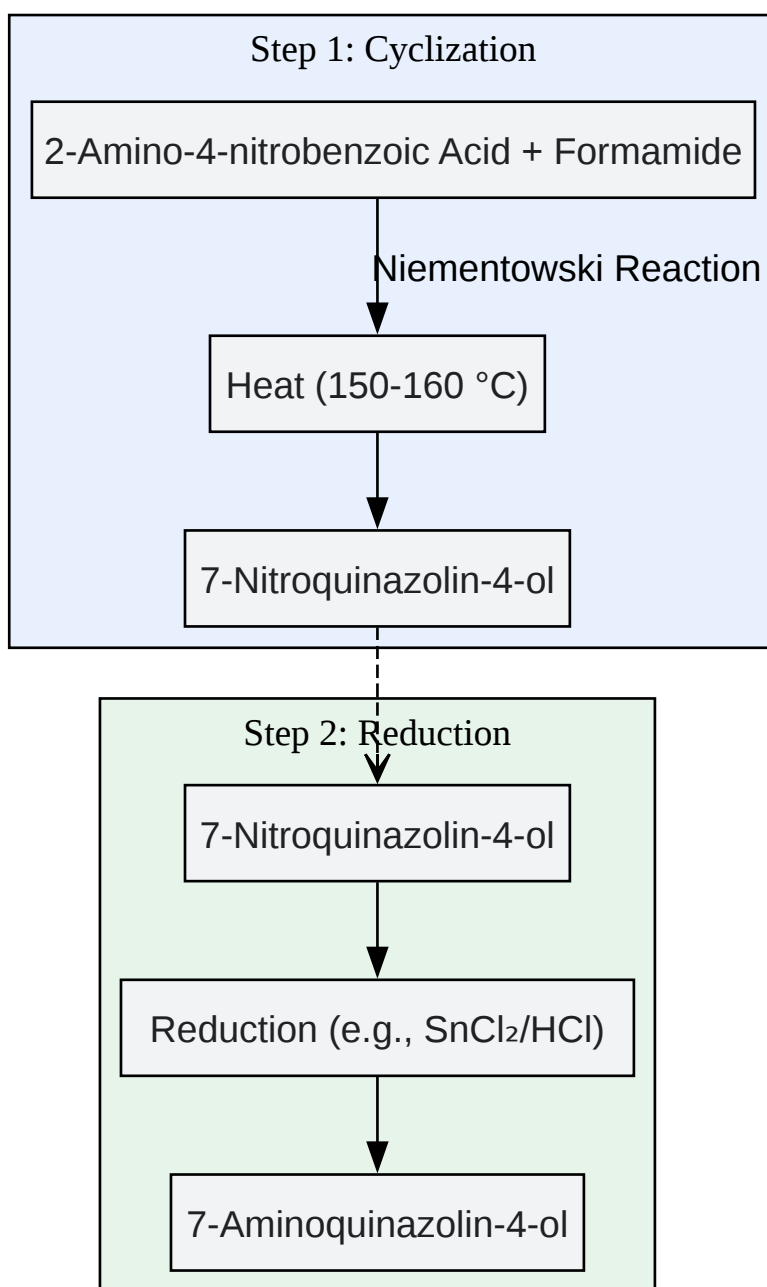 Step 1: Cyclization
2-Amino-4-nitrobenzoic Acid + Formamide
Niementowski Reaction
Heat (150-160 °C)
7-Nitroquinazolin-4-ol
Step 2: Reduction
7-Nitroquinazolin-4-ol
Reduction (e.g., SnCl₂/HCl)
7-Aminoquinazolin-4-ol